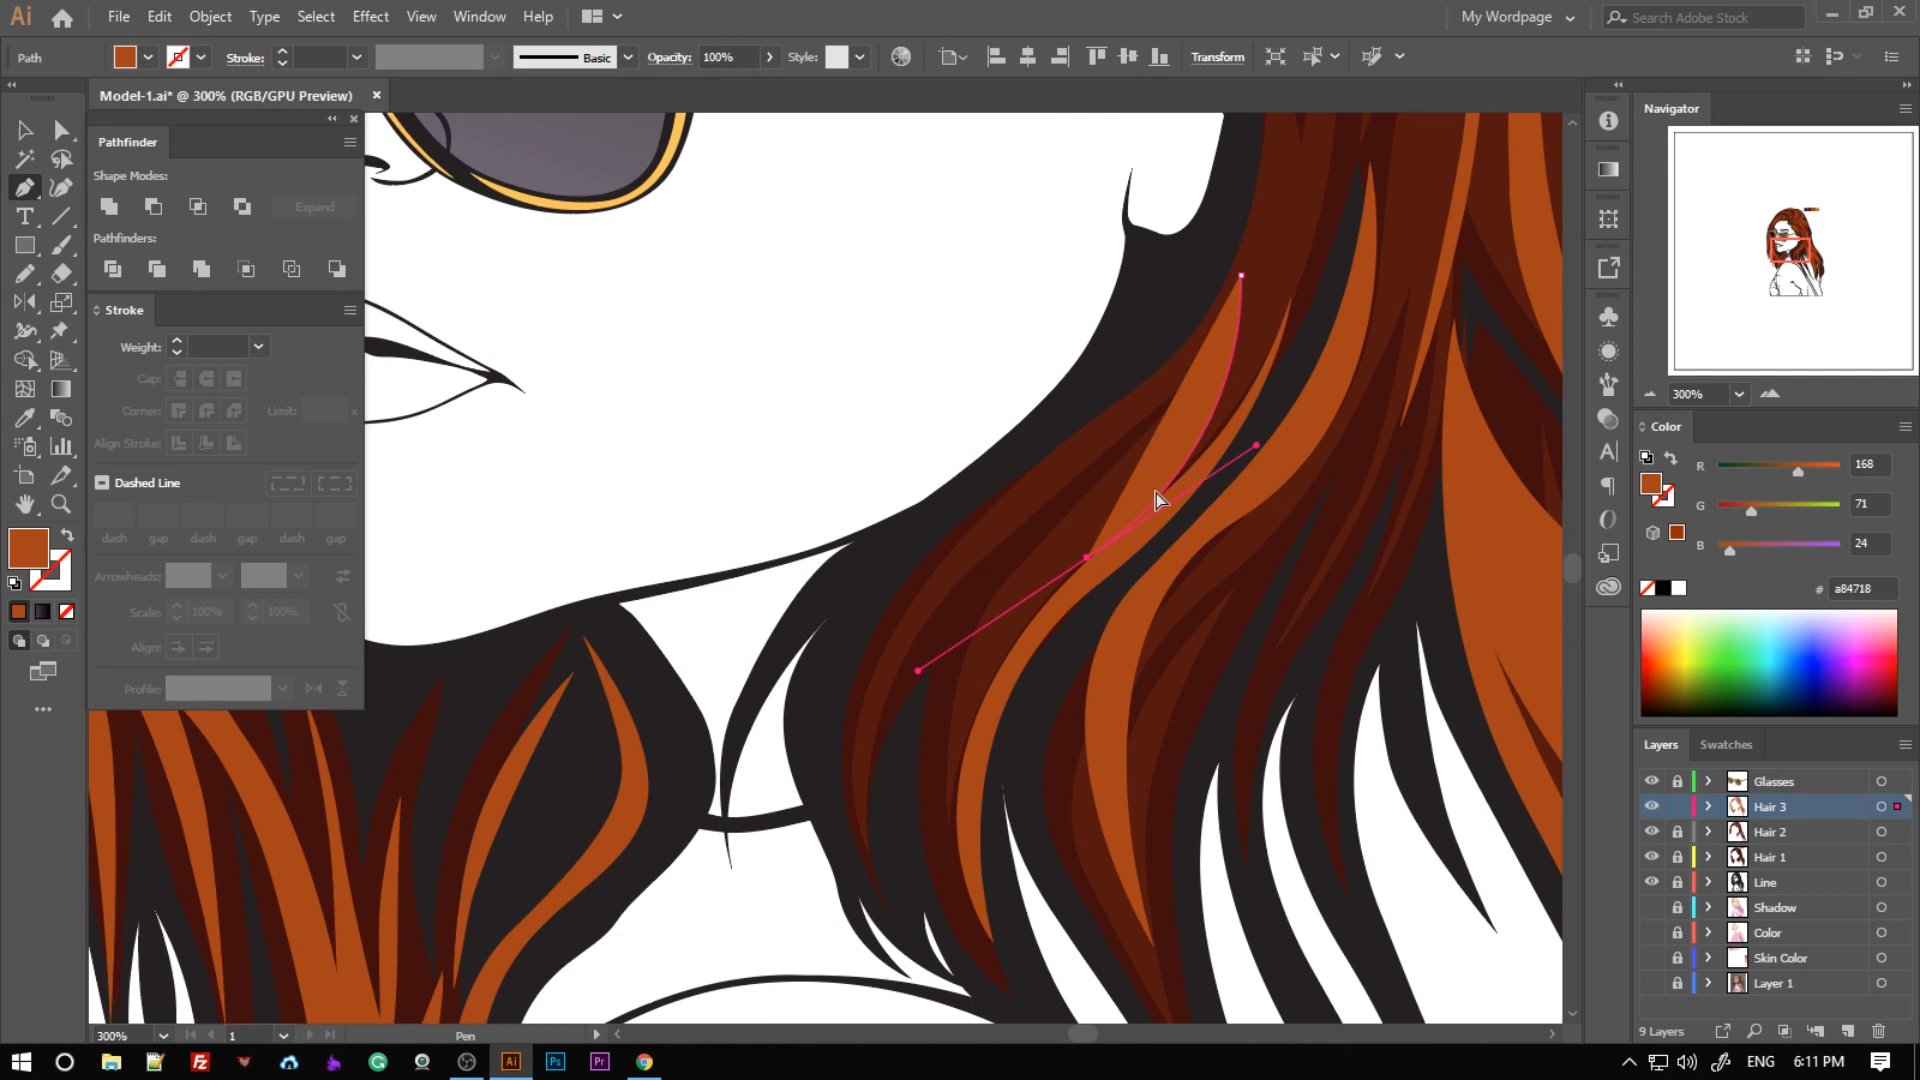 Ai File Edit Object Type Select Effect View Window Help My Wordpage Search Adobe Stock
Path Stroke: Basic Opacity: 100% Style: Transform
Model-1.ai* @ 300% (RGB/GPU Preview) ×
Pathfinder
Shape Modes:
Expand
Pathfinders:
Stroke
Weight:
Cap:
Corner: Limit: x
Align Stroke:
Dashed Line
dash gap dash gap dash gap
Arrowheads:
Scale: 100% 100%
Align:
Profile:
Navigator
300%
Color
R 168
G 71
B 24
# a84718
Layers Swatches
Glasses
Hair 3
Hair 2
Hair 1
Line
Shadow
Color
Skin Color
Layer 1
9 Layers
300% 1 Pen
Fz Ai Ps Pr ENG 6:11 PM